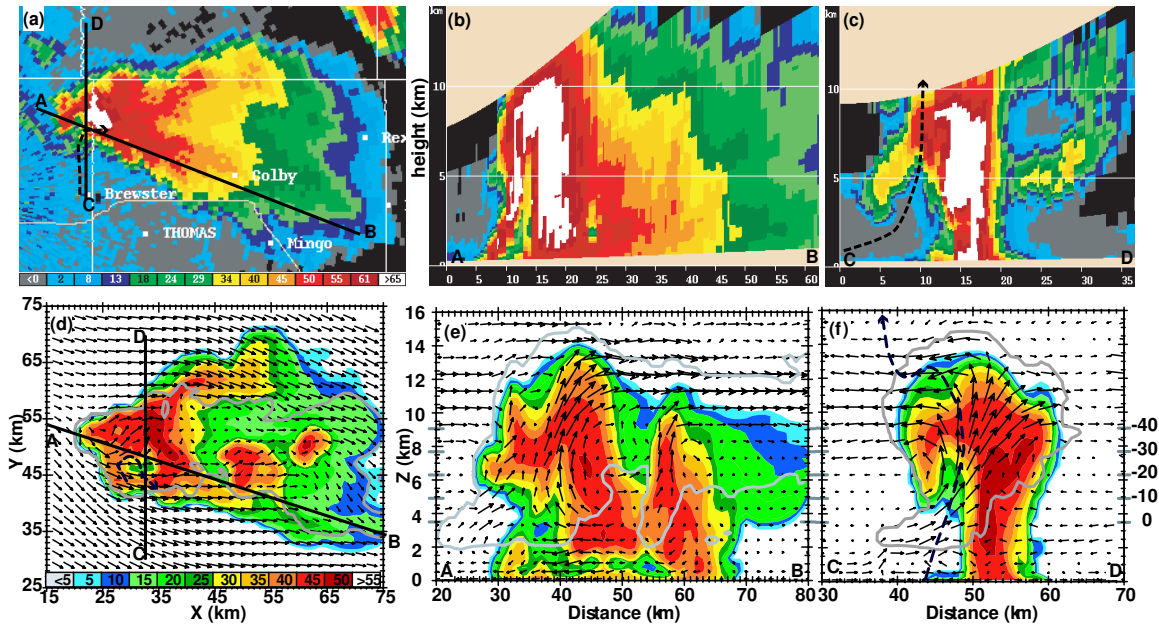 (a)
D
A
C
B
Brewster
Colby
Rex
THOMAS
Mingo
<0 2 8 13 18 24 29 34 40 45 50 55 61 >65
(b)
km
10
5
0
height (km)
A
B
0 5 10 15 20 25 30 35 40 45 50 55 60
(c)
km
10
5
0
C
D
0 5 10 15 20 25 30 35
(d)
75
65
55
45
35
25
Y (km)
D
A
C
B
<5 5 10 15 20 25 30 35 40 45 50 >55
15 25 35 45 55 65 75
X (km)
(e)
16
14
12
10
8
6
4
2
0
Z (km)
A
B
20 30 40 50 60 70 80
Distance (km)
(f)
-40
-30
-20
-10
0
C
D
30 40 50 60 70
Distance (km)